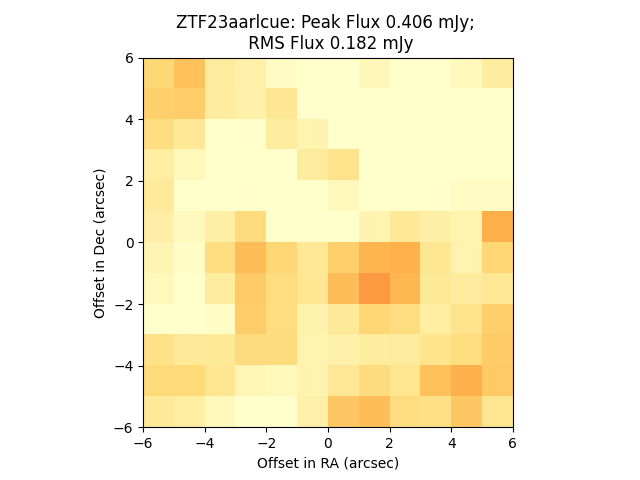 ZTF23aarlcue: Peak Flux 0.406 mJy;
RMS Flux 0.182 mJy
6
4
2
0
−2
−4
−6
Offset in Dec (arcsec)
−6 −4 −2 0 2 4 6
Offset in RA (arcsec)